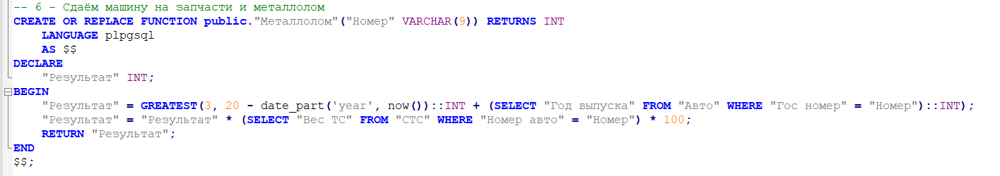 -- 6 - Сдаём машину на запчасти и металлолом
CREATE OR REPLACE FUNCTION public."Металлолом"("Номер" VARCHAR(9)) RETURNS INT
    LANGUAGE plpgsql
    AS $$
DECLARE
    "Результат" INT;
BEGIN
    "Результат" = GREATEST(3, 20 - date_part('year', now())::INT + (SELECT "Год выпуска" FROM "Авто" WHERE "Гос номер" = "Номер")::INT);
    "Результат" = "Результат" * (SELECT "Вес ТС" FROM "СТС" WHERE "Номер авто" = "Номер") * 100;
    RETURN "Результат";
END
$$;